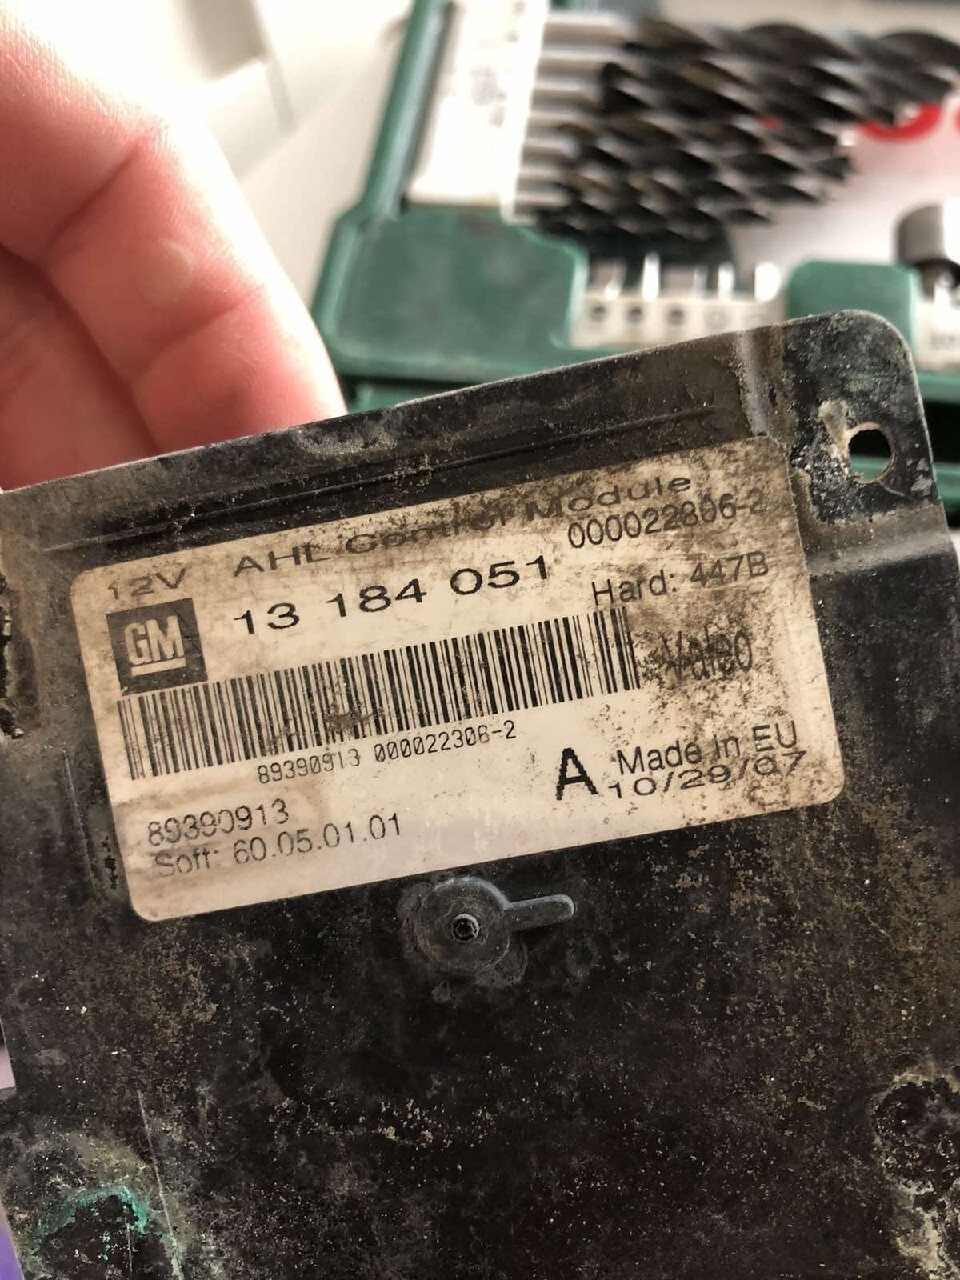 12V AHL Control Module
000022306-2
GM 13 184 051
Hard: 447B
Valeo
89390913 000022306-2
A Made in EU
10/29/07
89390913
Soft: 60.05.01.01